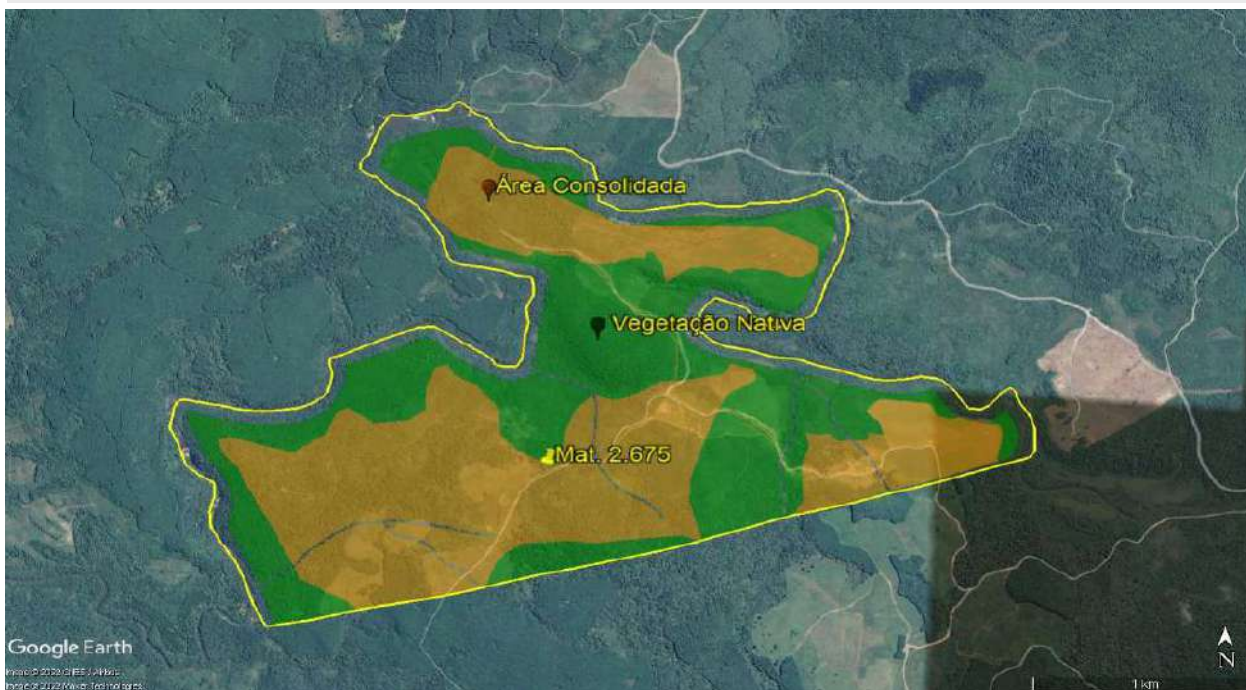 Área Consolidada
Vegetação Nativa
Mat. 2.675
Google Earth
N
1 km